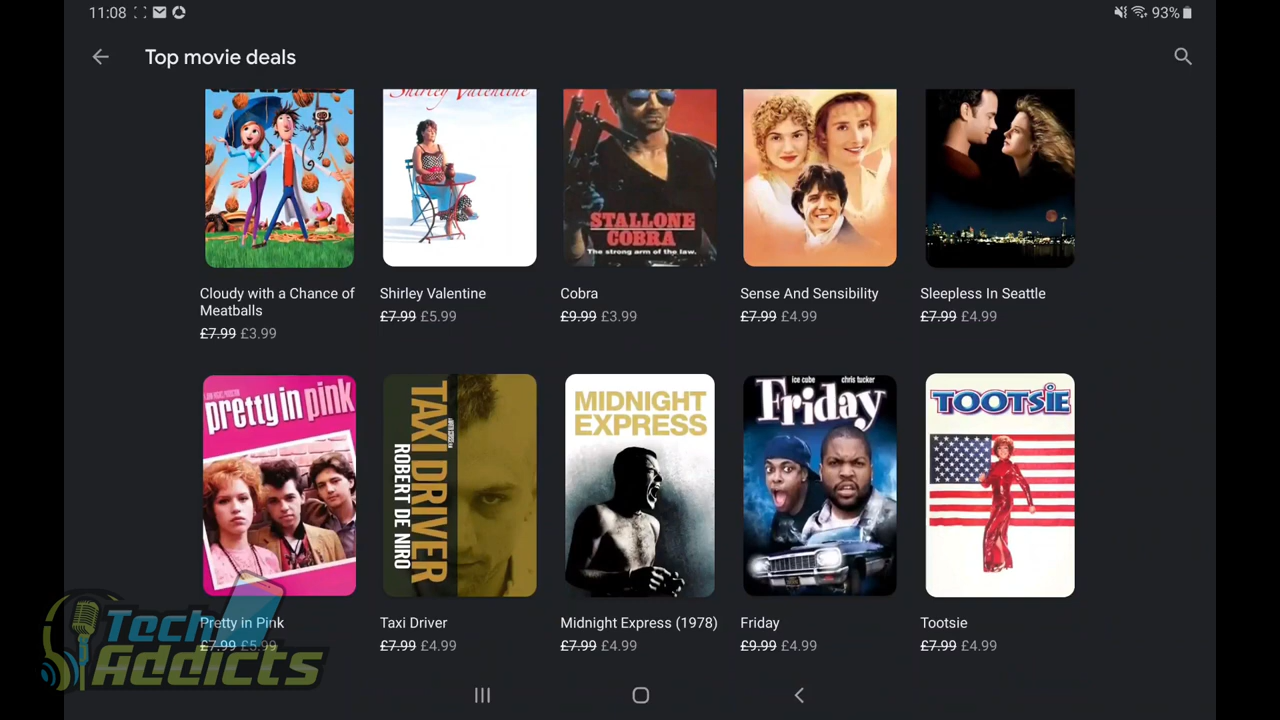 11:08
93%
Top movie deals
Shirley Valentine
STALLONE
COBRA
The strong arm of the law.
Cloudy with a Chance of
Meatballs
£7.99 £3.99
Shirley Valentine
£7.99 £5.99
Cobra
£9.99 £3.99
Sense And Sensibility
£7.99 £4.99
Sleepless In Seattle
£7.99 £4.99
pretty in pink
TAXI DRIVER
ROBERT DE NIRO
MIDNIGHT
EXPRESS
ice cube chris tucker
Friday
TOOTSIE
Pretty in Pink
£7.99 £5.99
Taxi Driver
£7.99 £4.99
Midnight Express (1978)
£7.99 £4.99
Friday
£9.99 £4.99
Tootsie
£7.99 £4.99
Tech
Addicts